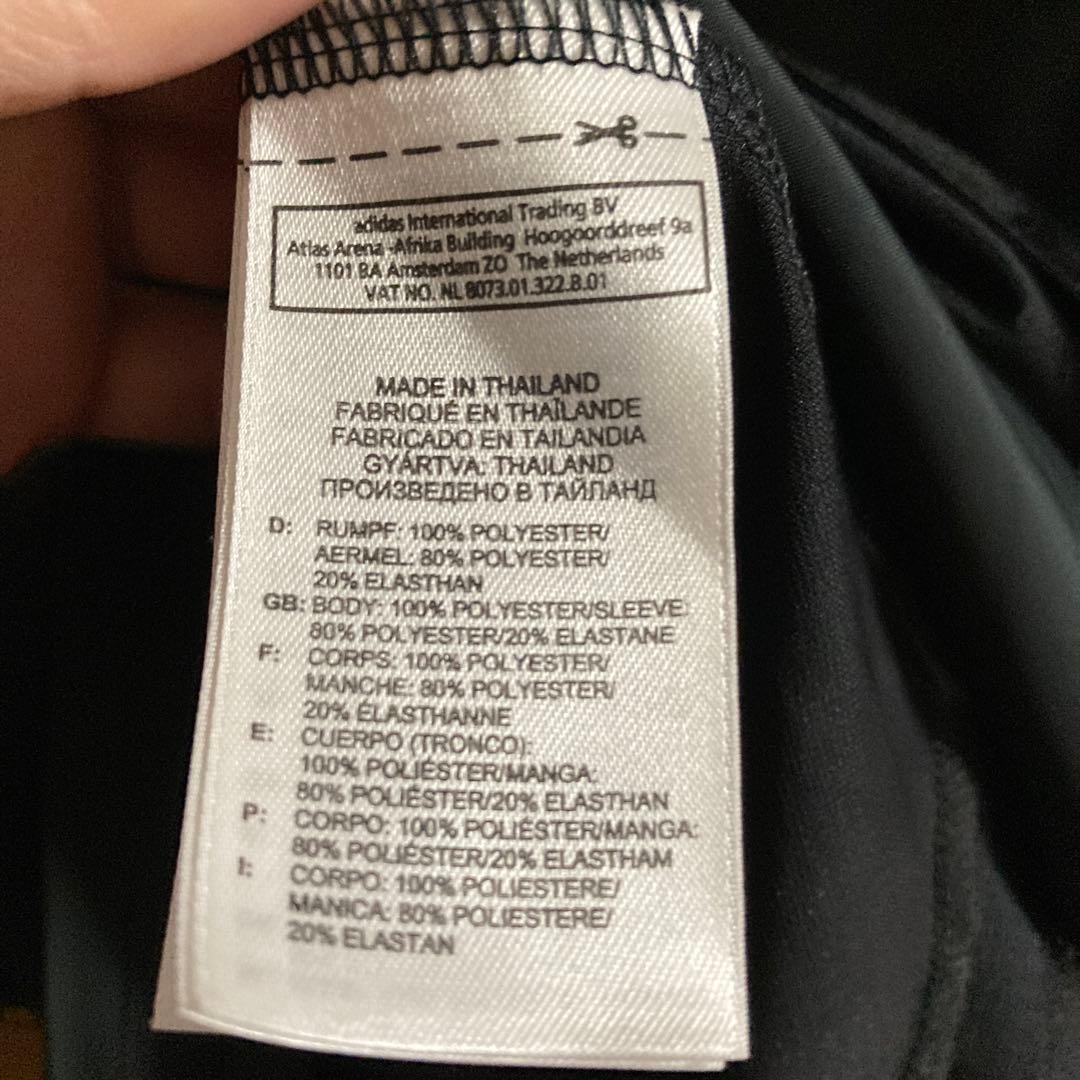 adidas International Trading BV
Atlas Arena -Afrika Building Hoogoorddreef 9a
1101 BA Amsterdam ZO The Netherlands
VAT NO. NL 8073.01.322.B.01
MADE IN THAILAND
FABRIQUÉ EN THAÏLANDE
FABRICADO EN TAILANDIA
GYÁRTVA: THAILAND
ПРОИЗВЕДЕНО В ТАЙЛАНД
D: RUMPF: 100% POLYESTER/
AERMEL: 80% POLYESTER/
20% ELASTHAN
GB: BODY: 100% POLYESTER/SLEEVE:
80% POLYESTER/20% ELASTANE
F: CORPS: 100% POLYESTER/
MANCHE: 80% POLYESTER/
20% ÉLASTHANNE
E: CUERPO (TRONCO):
100% POLIÉSTER/MANGA:
80% POLIÉSTER/20% ELASTHAN
P: CORPO: 100% POLIÉSTER/MANGA:
80% POLIÉSTER/20% ELASTHAM
I: CORPO: 100% POLIESTERE/
MANICA: 80% POLIESTERE/
20% ELASTAN